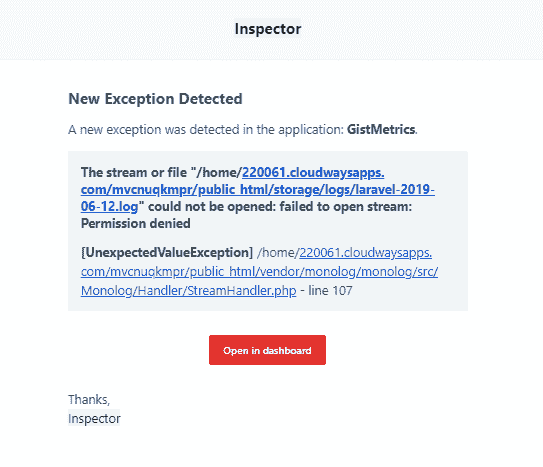 Inspector
New Exception Detected
A new exception was detected in the application: GistMetrics.
The stream or file "/home/220061.cloudwaysapps.
com/mvcnuqkmpr/public_html/storage/logs/laravel-2019-
06-12.log" could not be opened: failed to open stream:
Permission denied
[UnexpectedValueException] /home/220061.cloudwaysapps.
com/mvcnuqkmpr/public_html/vendor/monolog/monolog/src/
Monolog/Handler/StreamHandler.php - line 107
Open in dashboard
Thanks,
Inspector